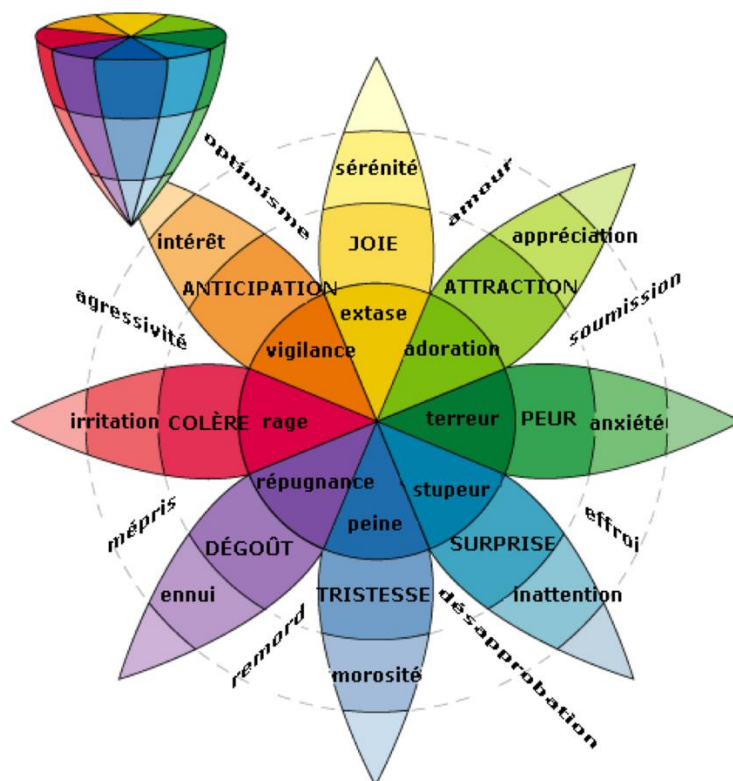 optimisme
amour
sérénité
intérêt
appréciation
JOIE
ANTICIPATION
ATTRACTION
agressivité
soumission
extase
vigilance
adoration
irritation
COLÈRE
rage
terreur
PEUR
anxiété
répugnance
stupeur
mépris
peine
effroi
DÉGOÛT
SURPRISE
ennui
TRISTESSE
inattention
remord
morosité
désapprobation